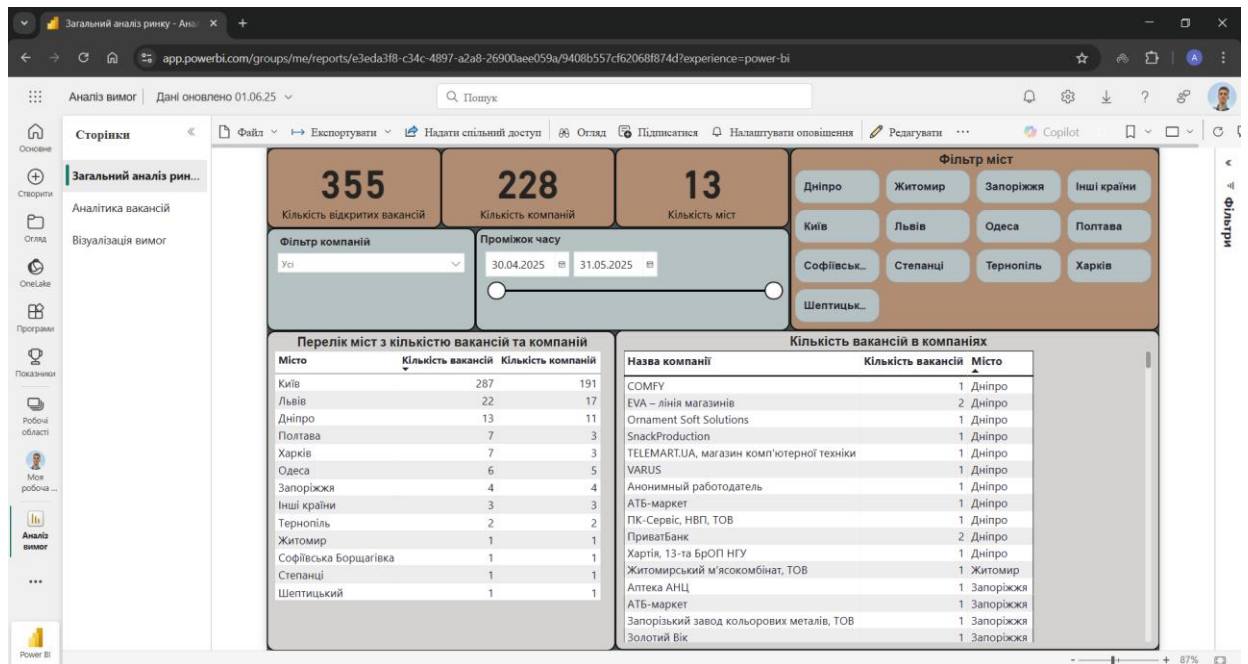 Загальний аналіз ринку - Ана
app.powerbi.com/groups/me/reports/e3eda3f8-c34c-4897-a2a8-26900aee059a/9408b557cf62068f874d?experience=power-bi
A
Аналіз вимог | Дані оновлено 01.06.25
Пошук
Основне
Створити
Огляд
OneLake
Програми
Показники
Робочі області
Моя робоча ...
Аналіз вимог
Power BI
Сторінки
Загальний аналіз рин...
Аналітика вакансій
Візуалізація вимог
Файл Експортувати Надати спільний доступ Огляд Підписатися Налаштувати оповіщення Редагувати ... Copilot
355
Кількість відкритих вакансій
228
Кількість компаній
13
Кількість міст
Фільтр міст
Дніпро Житомир Запоріжжя Інші країни
Київ Львів Одеса Полтава
Софіївськ... Степанці Тернопіль Харків
Шептицьк...
Фільтр компаній
Усі
Проміжок часу
30.04.2025 31.05.2025
Перелік міст з кількістю вакансій та компаній
Місто Кількість вакансій Кількість компаній
Київ 287 191
Львів 22 17
Дніпро 13 11
Полтава 7 3
Харків 7 3
Одеса 6 5
Запоріжжя 4 4
Інші країни 3 3
Тернопіль 2 2
Житомир 1 1
Софіївська Борщагівка 1 1
Степанці 1 1
Шептицький 1 1
Кількість вакансій в компаніях
Назва компанії Кількість вакансій Місто
COMFY 1 Дніпро
EVA – лінія магазинів 2 Дніпро
Ornament Soft Solutions 1 Дніпро
SnackProduction 1 Дніпро
TELEMART.UA, магазин комп'ютерної техніки 1 Дніпро
VARUS 1 Дніпро
Анонимный работодатель 1 Дніпро
АТБ-маркет 1 Дніпро
ПК-Сервіс, НВП, ТОВ 1 Дніпро
ПриватБанк 2 Дніпро
Хартія, 13-та БрОП НГУ 1 Дніпро
Житомирський м'ясокомбінат, ТОВ 1 Житомир
Аптека АНЦ 1 Запоріжжя
АТБ-маркет 1 Запоріжжя
Запорізький завод кольорових металів, ТОВ 1 Запоріжжя
Золотий Вік 1 Запоріжжя
Фільтри
87%